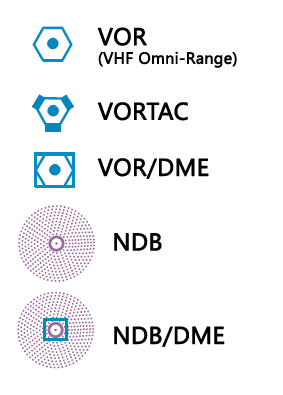 VOR
(VHF Omni-Range)
VORTAC
VOR/DME
NDB
NDB/DME